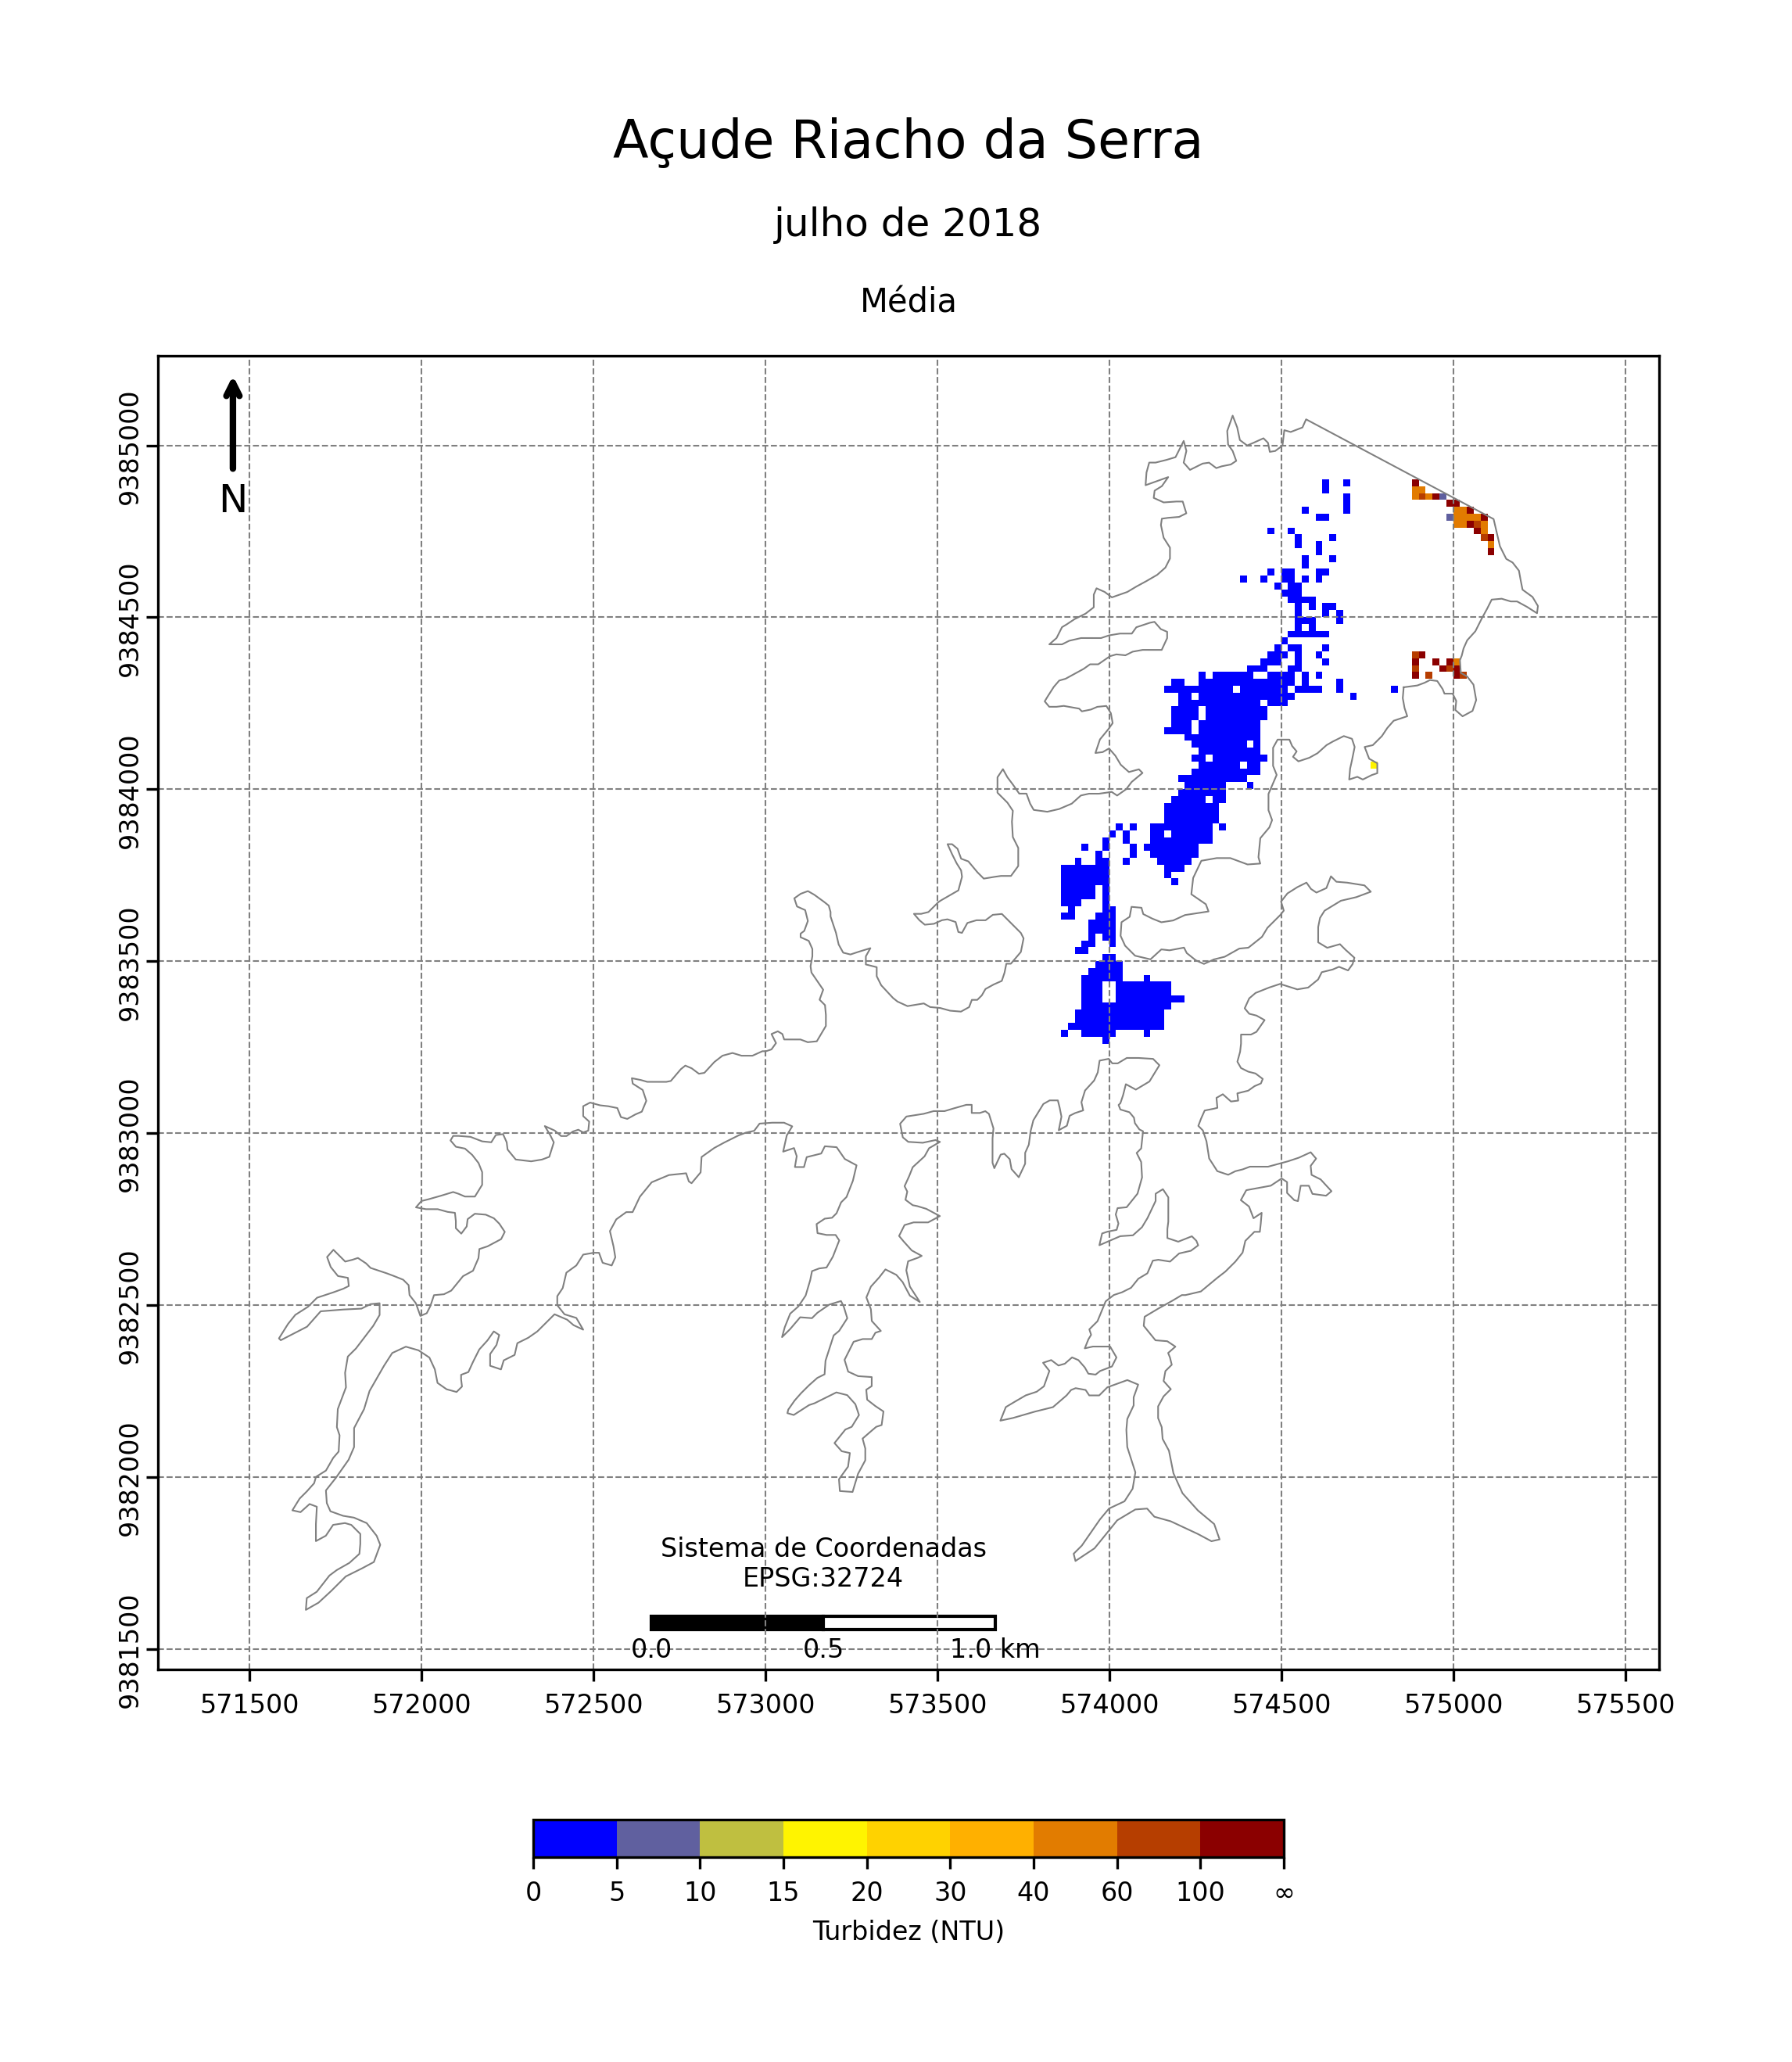 Açude Riacho da Serra
julho de 2018
Média
N
9385000
9384500
9384000
9383500
9383000
9382500
9382000
9381500
Sistema de Coordenadas
EPSG:32724
0.0 0.5 1.0 km
571500 572000 572500 573000 573500 574000 574500 575000 575500
0 5 10 15 20 30 40 60 100 ∞
Turbidez (NTU)